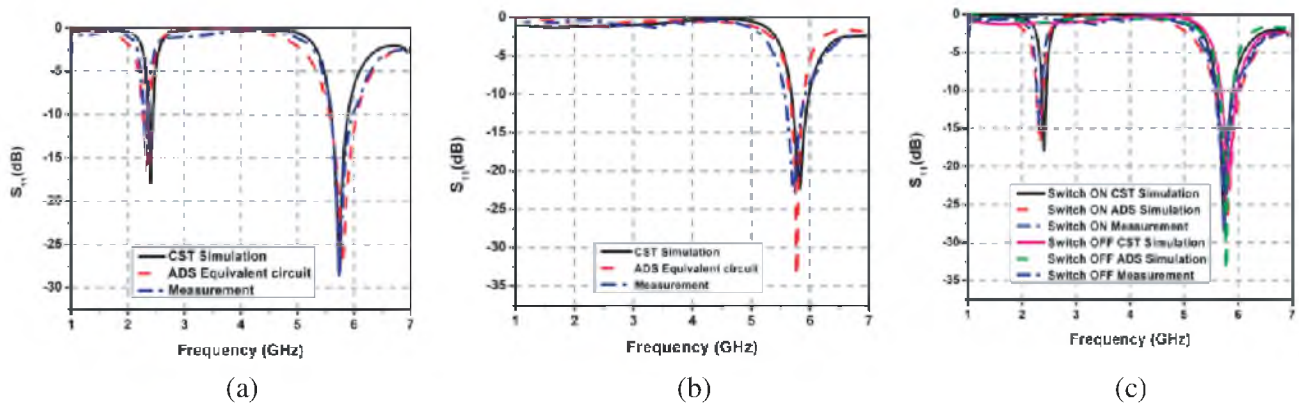 0
-5
-10
-15
-20
-25
-30
1 2 3 4 5 6 7
S11(dB)
Frequency (GHz)
CST Simulation
ADS Equivalent circuit
Measurement
(a)
0
-5
-10
-15
-20
-25
-30
-35
1 2 3 4 5 6 7
S11(dB)
Frequency (GHz)
CST Simulation
ADS Equivalent circuit
Measurement
(b)
0
-5
-10
-15
-20
-25
-30
-35
1 2 3 4 5 6 7
S11(dB)
Frequency (GHz)
Switch ON CST Simulation
Switch ON ADS Simulation
Switch ON Measurement
Switch OFF CST Simulation
Switch OFF ADS Simulation
Switch OFF Measurement
(c)